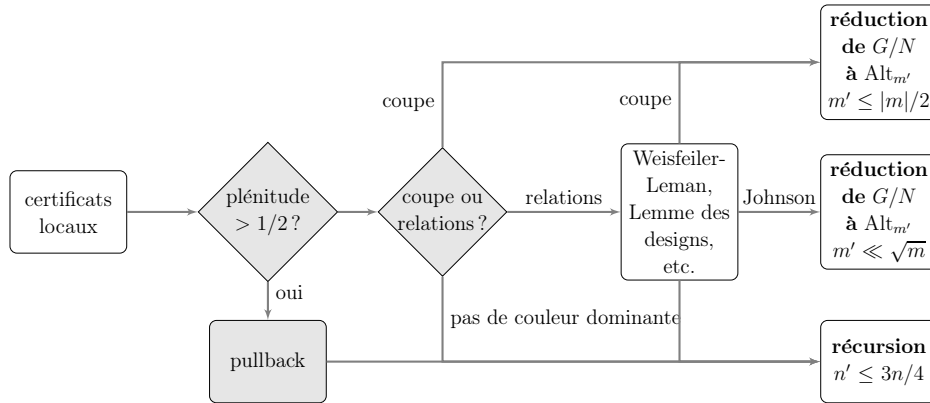 certificats
locaux
plénitude
> 1/2 ?
oui
pullback
coupe ou
relations ?
coupe
relations
pas de couleur dominante
coupe
Weisfeiler-
Leman,
Lemme des
designs,
etc.
Johnson
réduction
de G/N
à Alt_{m'}
m' ≤ |m|/2
réduction
de G/N
à Alt_{m'}
m' ≪ √m
récursion
n' ≤ 3n/4